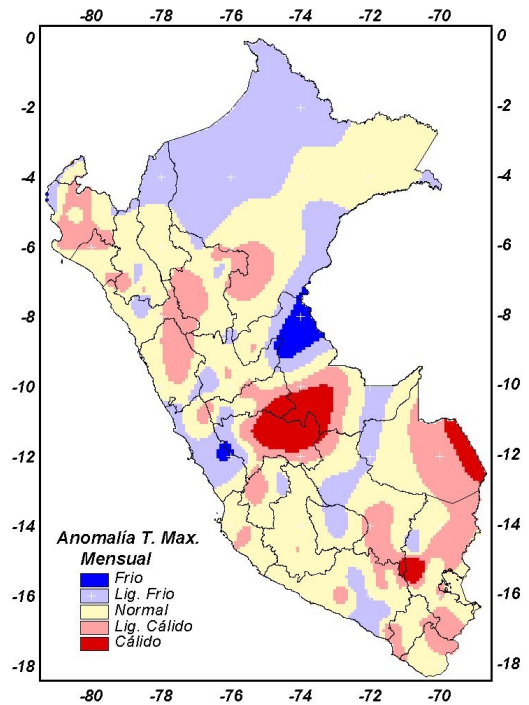 -80 -78 -76 -74 -72 -70
0 0
-2 -2
-4 -4
-6 -6
-8 -8
-10 -10
-12 -12
-14 -14
Anomalía T. Max.
Mensual
Frio
Lig. Frio
-16 -16
Normal
Lig. Cálido
Cálido
-18 -18
-80 -78 -76 -74 -72 -70